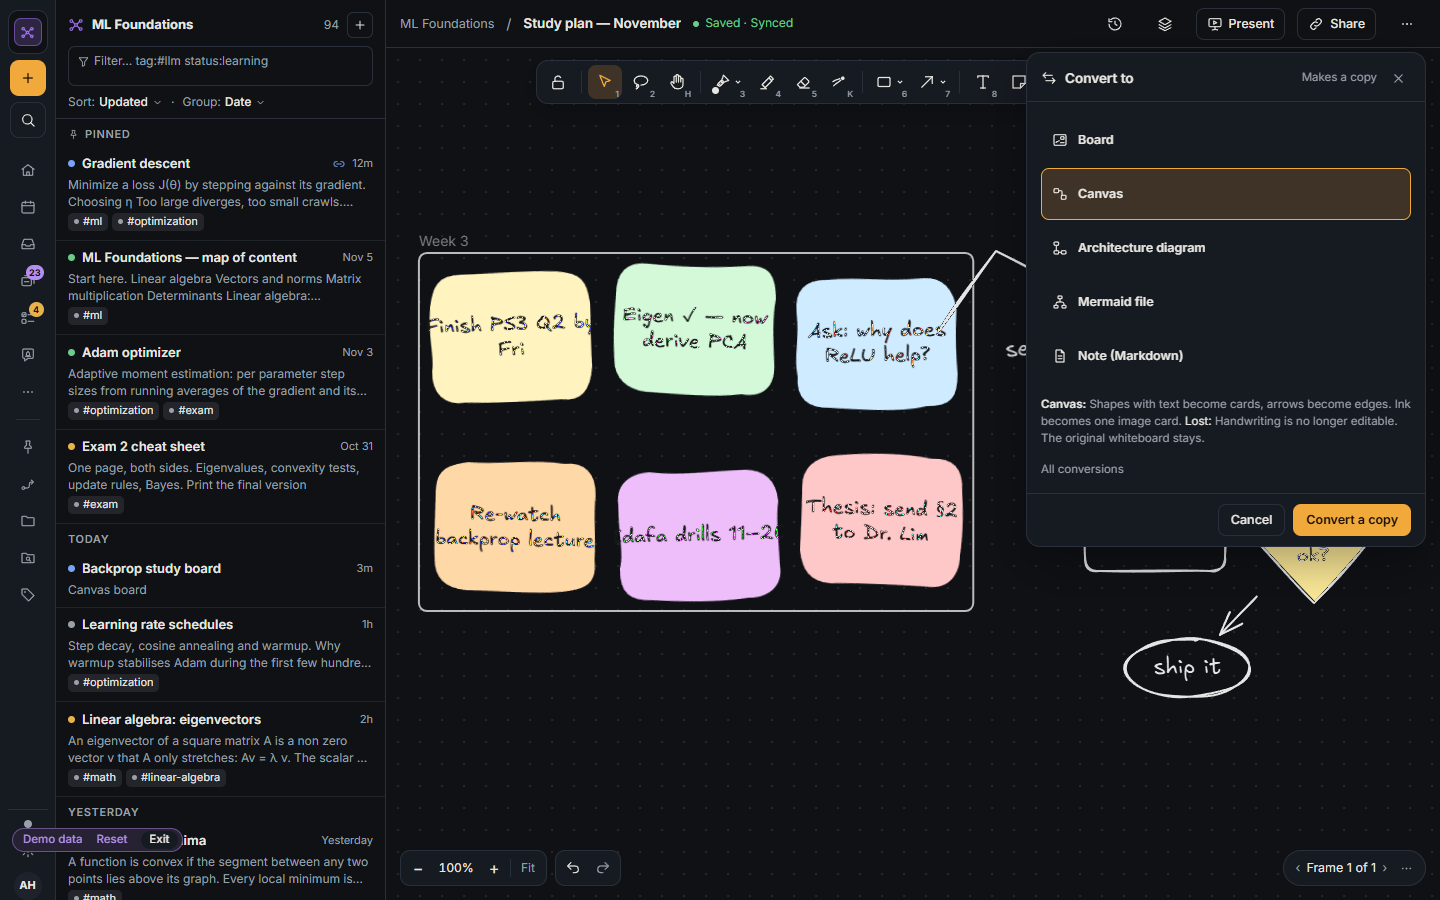 ML Foundations 94
Filter... tag:#llm status:learning
Sort: Updated · Group: Date
PINNED
Gradient descent 12m
Minimize a loss J(θ) by stepping against its gradient.
Choosing η Too large diverges, too small crawls....
#ml #optimization
ML Foundations — map of content Nov 5
Start here. Linear algebra Vectors and norms Matrix
multiplication Determinants Linear algebra:...
#ml
Adam optimizer Nov 3
Adaptive moment estimation: per parameter step
sizes from running averages of the gradient and its...
#optimization #exam
Exam 2 cheat sheet Oct 31
One page, both sides. Eigenvalues, convexity tests,
update rules, Bayes. Print the final version
#exam
TODAY
Backprop study board 3m
Canvas board
Learning rate schedules 1h
Step decay, cosine annealing and warmup. Why
warmup stabilises Adam during the first few hundre...
#optimization
Linear algebra: eigenvectors 2h
An eigenvector of a square matrix A is a non zero
vector v that A only stretches: Av = λ v. The scalar ...
#math #linear-algebra
YESTERDAY
ima Yesterday
A function is convex if the segment between any two
points lies above its graph. Every local minimum is...
#math
23
4
Demo data Reset Exit
AH
ML Foundations / Study plan — November Saved · Synced
Present Share
1 2 H 3 4 5 K 6 7 8
Week 3
Finish PS3 Q2 by
Fri
Eigen ✓ — now
derive PCA
Ask: why does
ReLU help?
Re-watch
backprop lecture
dafa drills 11–20
Thesis: send §2
to Dr. Lim
se
ok?
ship it
Convert to Makes a copy
Board
Canvas
Architecture diagram
Mermaid file
Note (Markdown)
Canvas: Shapes with text become cards, arrows become edges. Ink
becomes one image card. Lost: Handwriting is no longer editable.
The original whiteboard stays.
All conversions
Cancel Convert a copy
− 100% + Fit
Frame 1 of 1